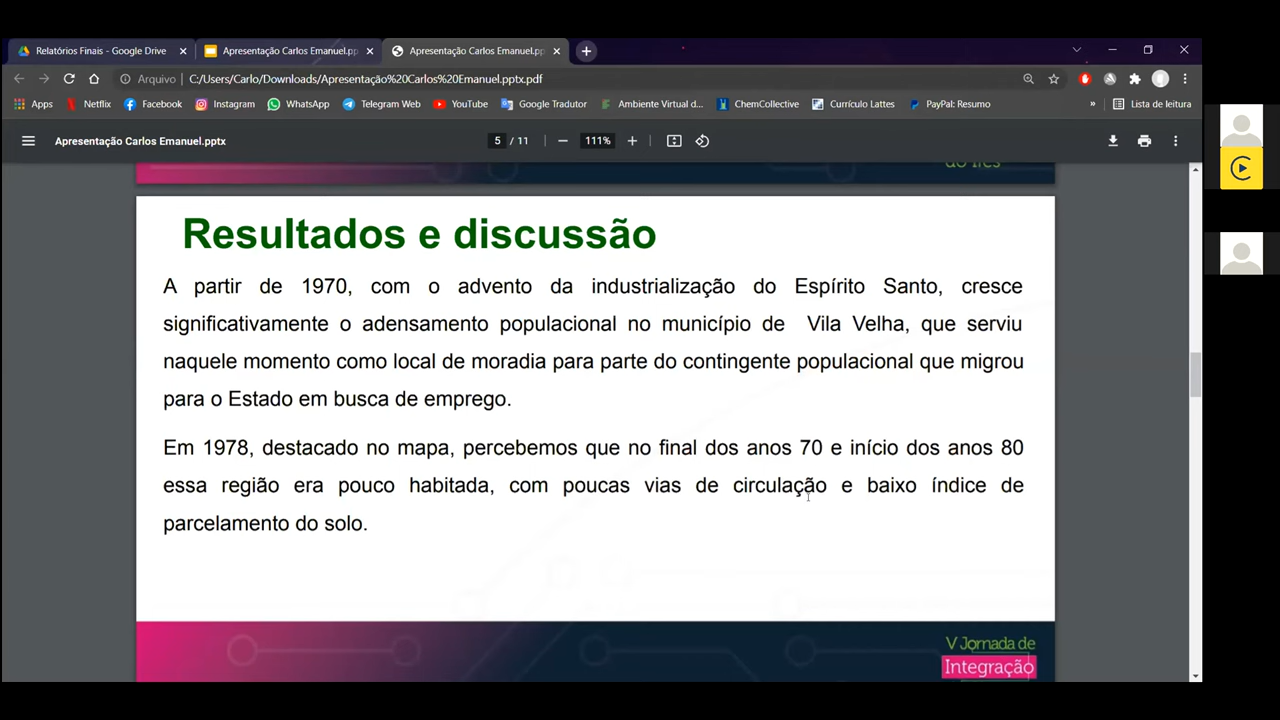 Relatórios Finais - Google Drive
Apresentação Carlos Emanuel.pp
Apresentação Carlos Emanuel.pp
Arquivo | C:/Users/Carlo/Downloads/Apresentação%20Carlos%20Emanuel.pptx.pdf
Apps Netflix Facebook Instagram WhatsApp Telegram Web YouTube Google Tradutor Ambiente Virtual d... ChemCollective Currículo Lattes PayPal: Resumo » Lista de leitura
Apresentação Carlos Emanuel.pptx 5 / 11 111%
do Ifes
Resultados e discussão
A partir de 1970, com o advento da industrialização do Espírito Santo, cresce
significativamente o adensamento populacional no município de Vila Velha, que serviu
naquele momento como local de moradia para parte do contingente populacional que migrou
para o Estado em busca de emprego.
Em 1978, destacado no mapa, percebemos que no final dos anos 70 e início dos anos 80
essa região era pouco habitada, com poucas vias de circulação e baixo índice de
parcelamento do solo.
V Jornada de
Integração